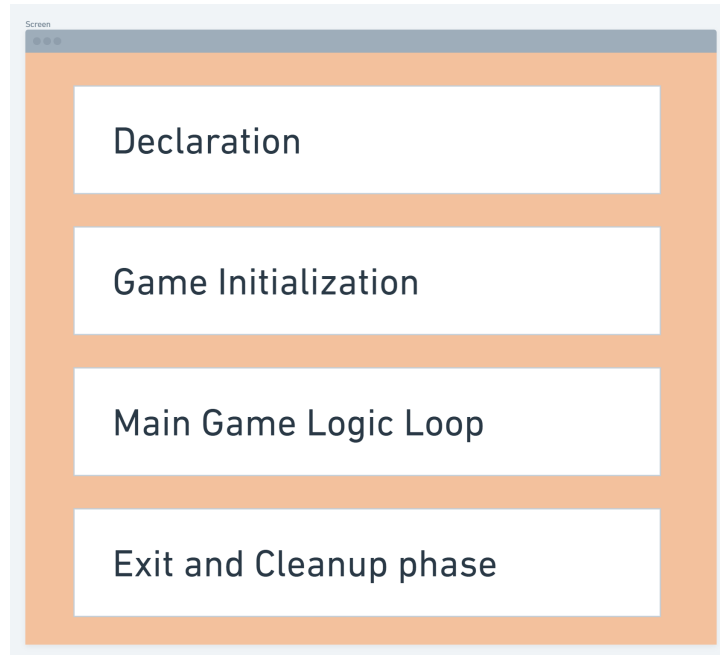 Screen
Declaration
Game Initialization
Main Game Logic Loop
Exit and Cleanup phase